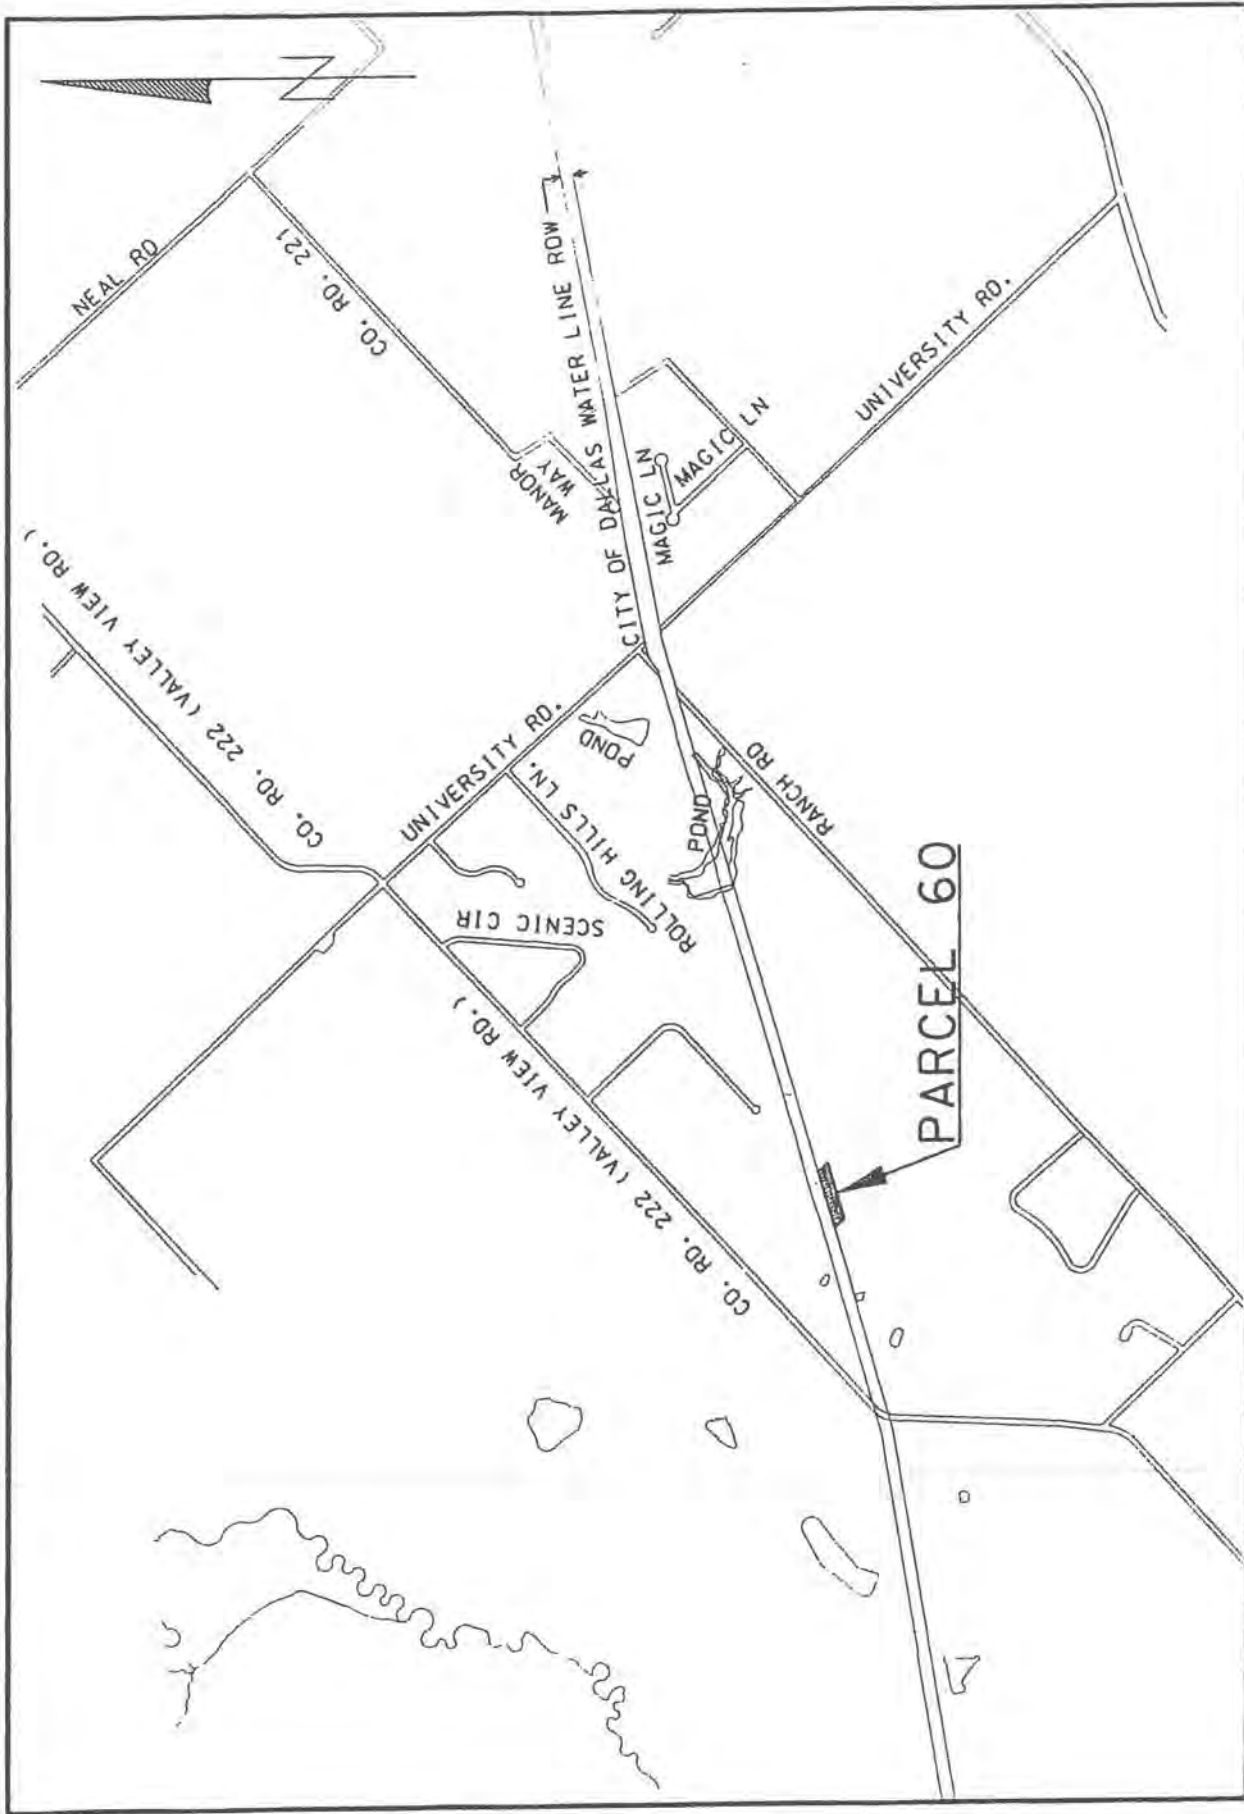 N
NEAL RD
CO. RD. 221
CITY OF DALLAS WATER LINE ROW
MANOR
WAY
MAGIC LN
MAGIC LN
UNIVERSITY RD.
CO. RD. 222 (VALLEY VIEW RD.)
UNIVERSITY RD.
POND
ROLLING HILLS LN.
POND
RANCH RD
SCENIC CIR
CO. RD. 222 (VALLEY VIEW RD.)
PARCEL 60